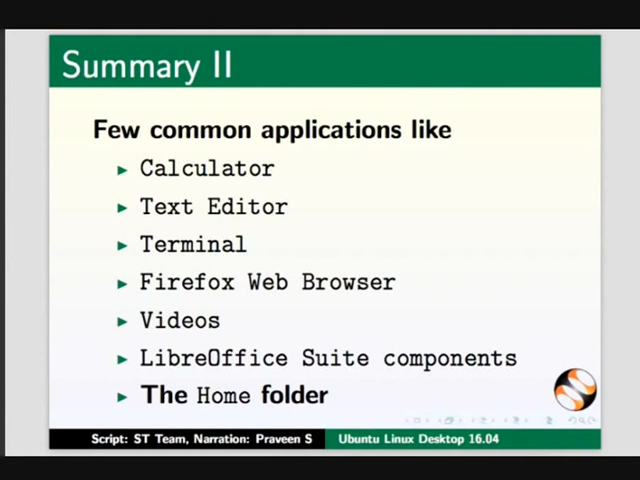 Summary II
Few common applications like
Calculator
Text Editor
Terminal
Firefox Web Browser
Videos
LibreOffice Suite components
The Home folder
Script: ST Team, Narration: Praveen S Ubuntu Linux Desktop 16.04